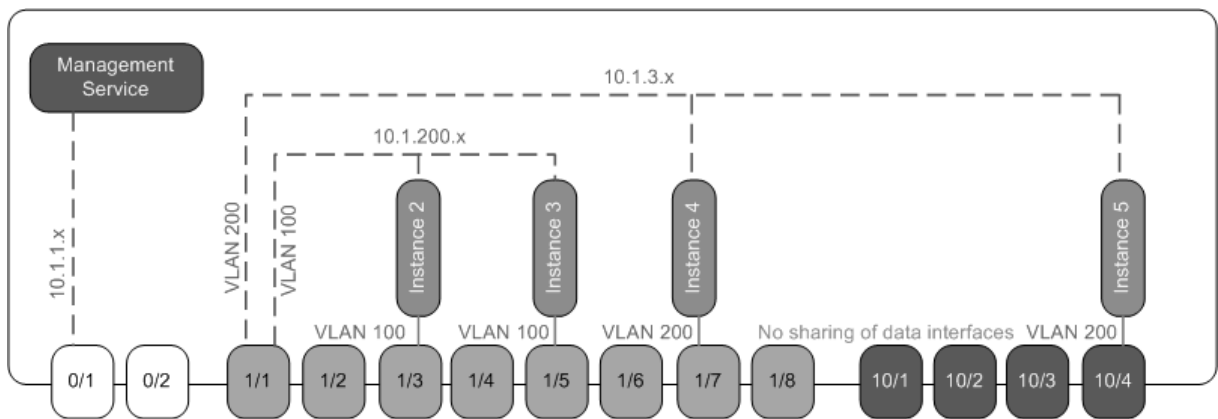 Management
Service
10.1.3.x
10.1.200.x
10.1.1.x
VLAN 200
VLAN 100
Instance 2
Instance 3
Instance 4
Instance 5
VLAN 100
VLAN 100
VLAN 200
No sharing of data interfaces
VLAN 200
0/1
0/2
1/1
1/2
1/3
1/4
1/5
1/6
1/7
1/8
10/1
10/2
10/3
10/4